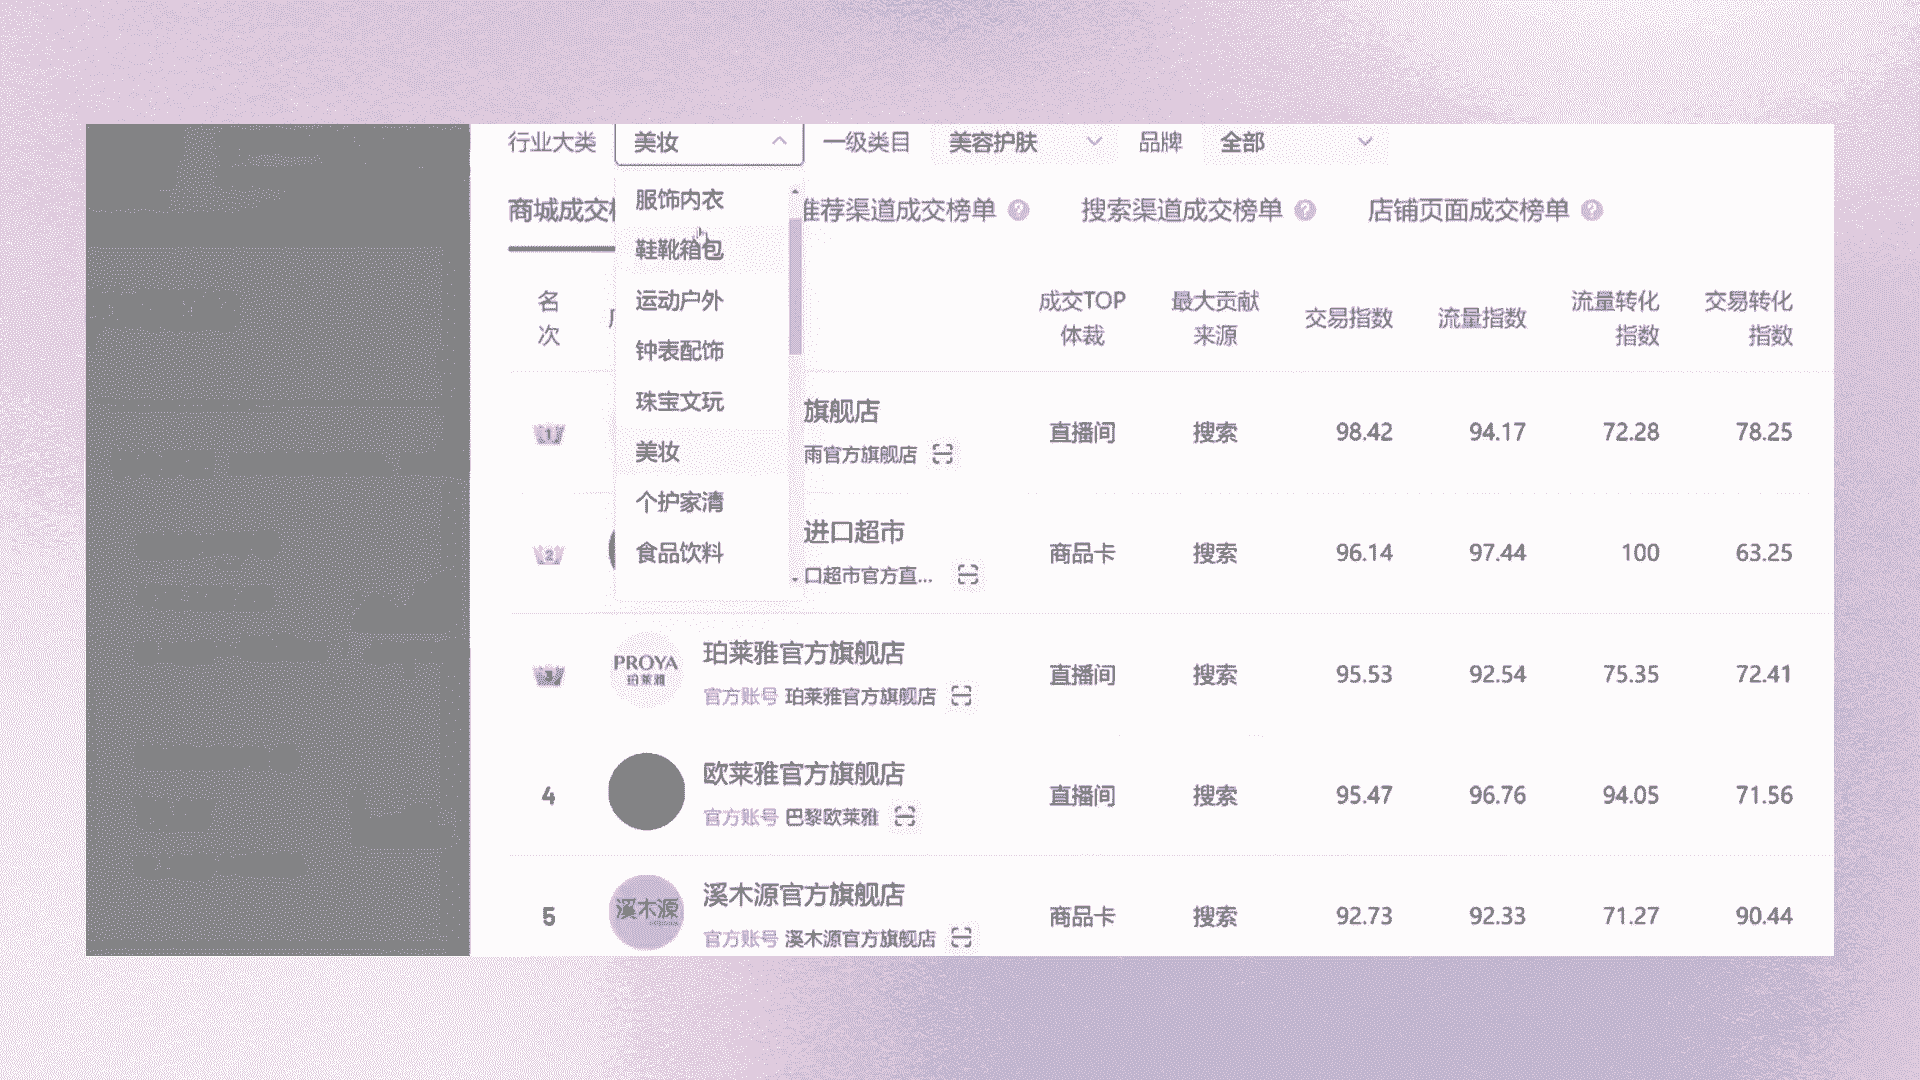 行业大类 美妆 一级类目 美容护肤 品牌 全部
服饰内衣
鞋靴箱包
运动户外
钟表配饰
珠宝文玩
美妆
个护家清
食品饮料
商城成交 推荐渠道成交榜单 搜索渠道成交榜单 店铺页面成交榜单
名次 成交TOP体裁 最大贡献来源 交易指数 流量指数 流量转化指数 交易转化指数
1 旗舰店 直播间 搜索 98.42 94.17 72.28 78.25
雨官方旗舰店
2 进口超市 商品卡 搜索 96.14 97.44 100 63.25
口超市官方直...
3 PROYA 珀莱雅 珀莱雅官方旗舰店 直播间 搜索 95.53 92.54 75.35 72.41
官方账号 珀莱雅官方旗舰店
4 欧莱雅官方旗舰店 直播间 搜索 95.47 96.76 94.05 71.56
官方账号 巴黎欧莱雅
5 溪木源 溪木源官方旗舰店 商品卡 搜索 92.73 92.33 71.27 90.44
官方账号 溪木源官方旗舰店